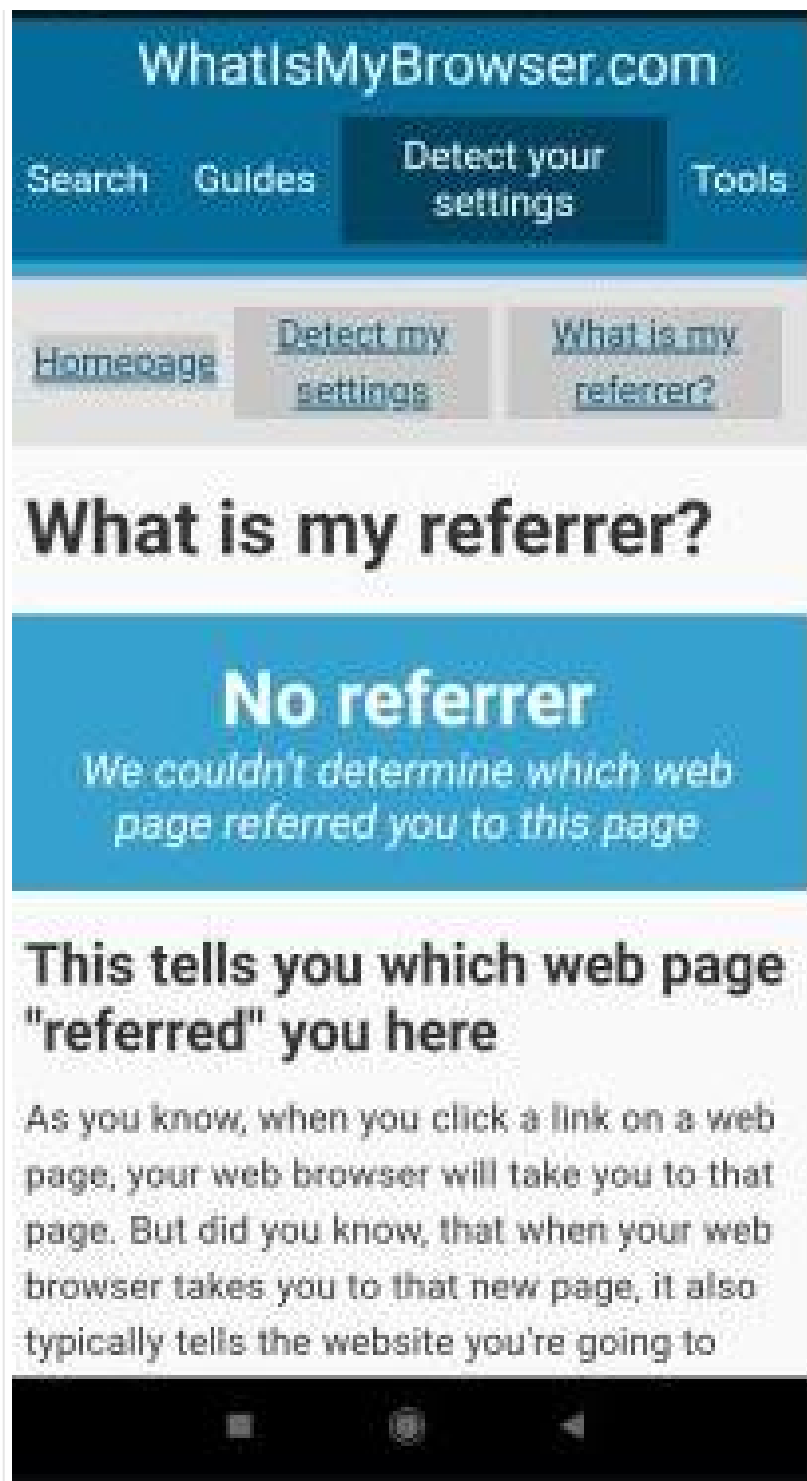 WhatIsMyBrowser.com
Search Guides Detect your settings Tools
Homepage Detect my settings What is my referrer?
What is my referrer?
No referrer
We couldn't determine which web
page referred you to this page
This tells you which web page
"referred" you here
As you know, when you click a link on a web
page, your web browser will take you to that
page. But did you know, that when your web
browser takes you to that new page, it also
typically tells the website you're going to